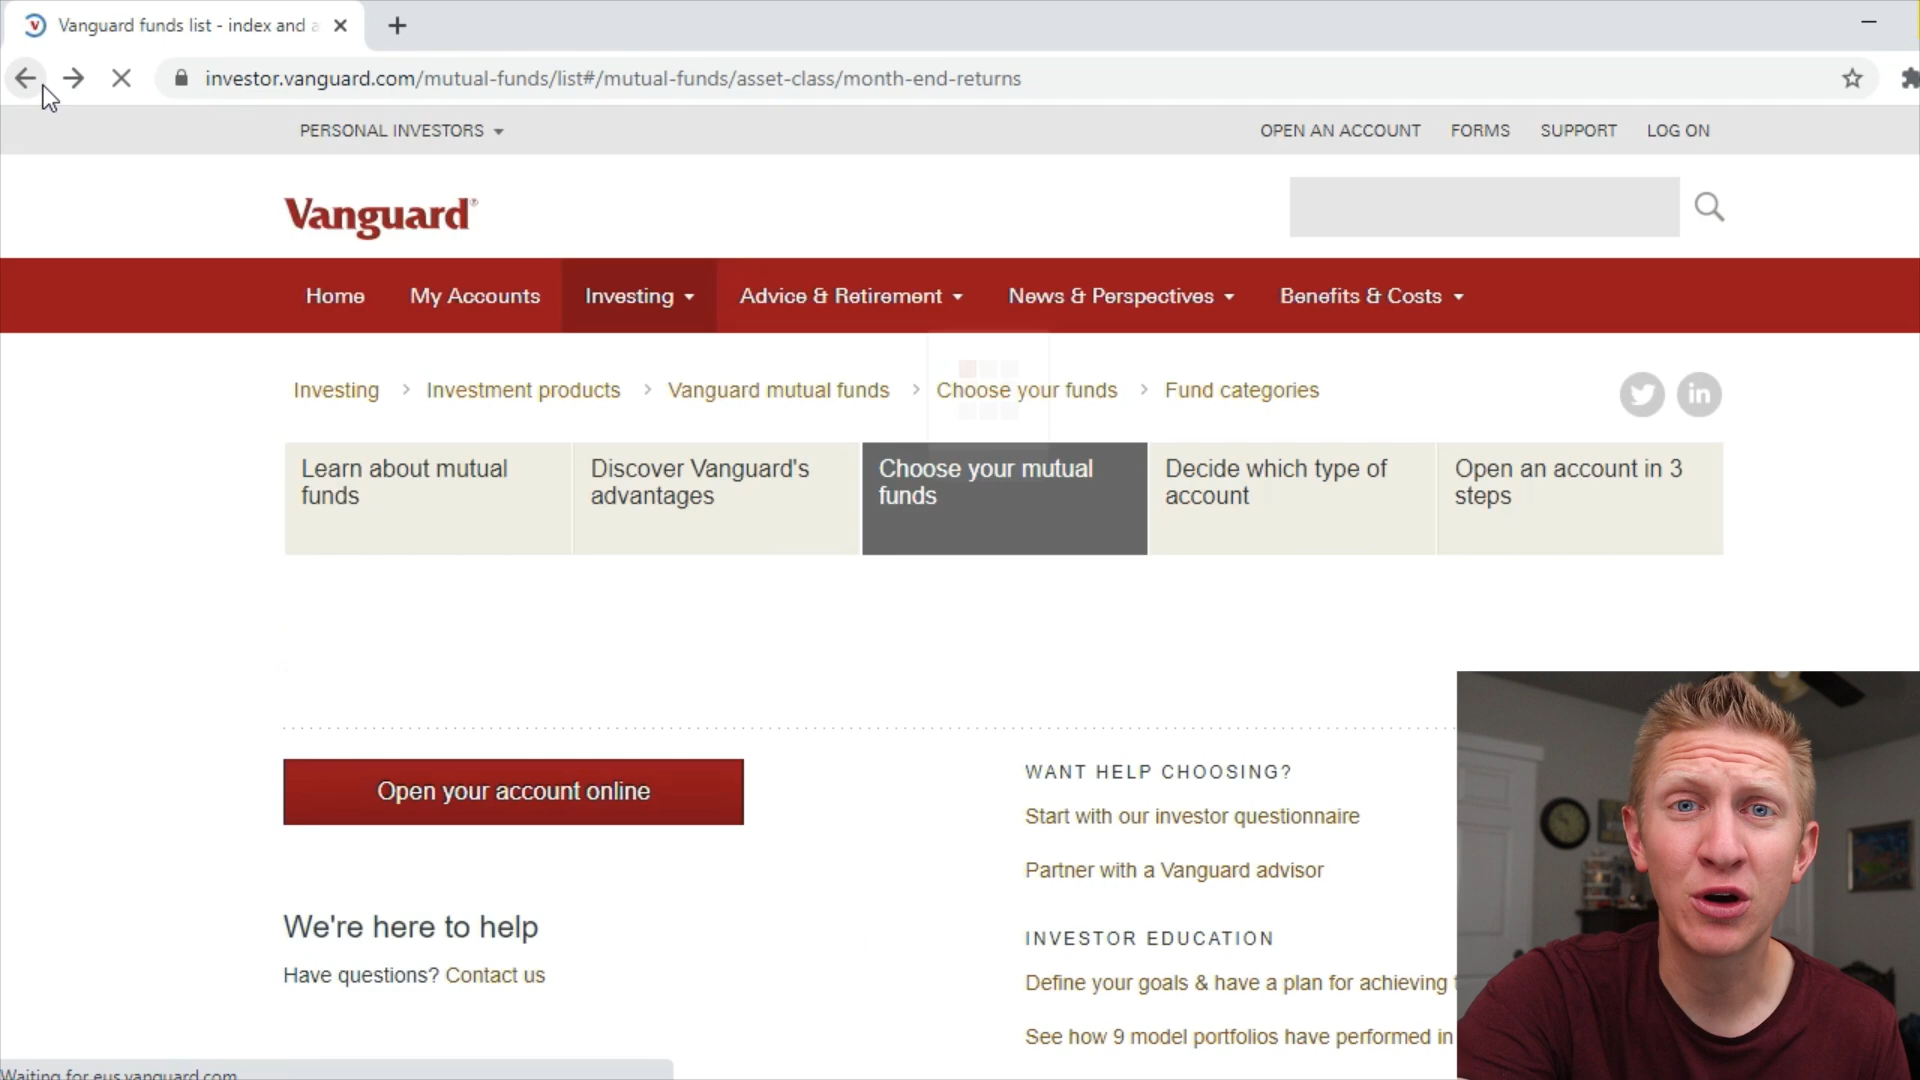 Vanguard funds list - index and a
investor.vanguard.com/mutual-funds/list#/mutual-funds/asset-class/month-end-returns
PERSONAL INVESTORS
OPEN AN ACCOUNT FORMS SUPPORT LOG ON
Vanguard®
Home My Accounts Investing Advice & Retirement News & Perspectives Benefits & Costs
Investing > Investment products > Vanguard mutual funds > Choose your funds > Fund categories
Learn about mutual
funds
Discover Vanguard's
advantages
Choose your mutual
funds
Decide which type of
account
Open an account in 3
steps
Open your account online
We're here to help
Have questions? Contact us
WANT HELP CHOOSING?
Start with our investor questionnaire
Partner with a Vanguard advisor
INVESTOR EDUCATION
Define your goals & have a plan for achieving
See how 9 model portfolios have performed in
Waiting for eus.vanguard.com